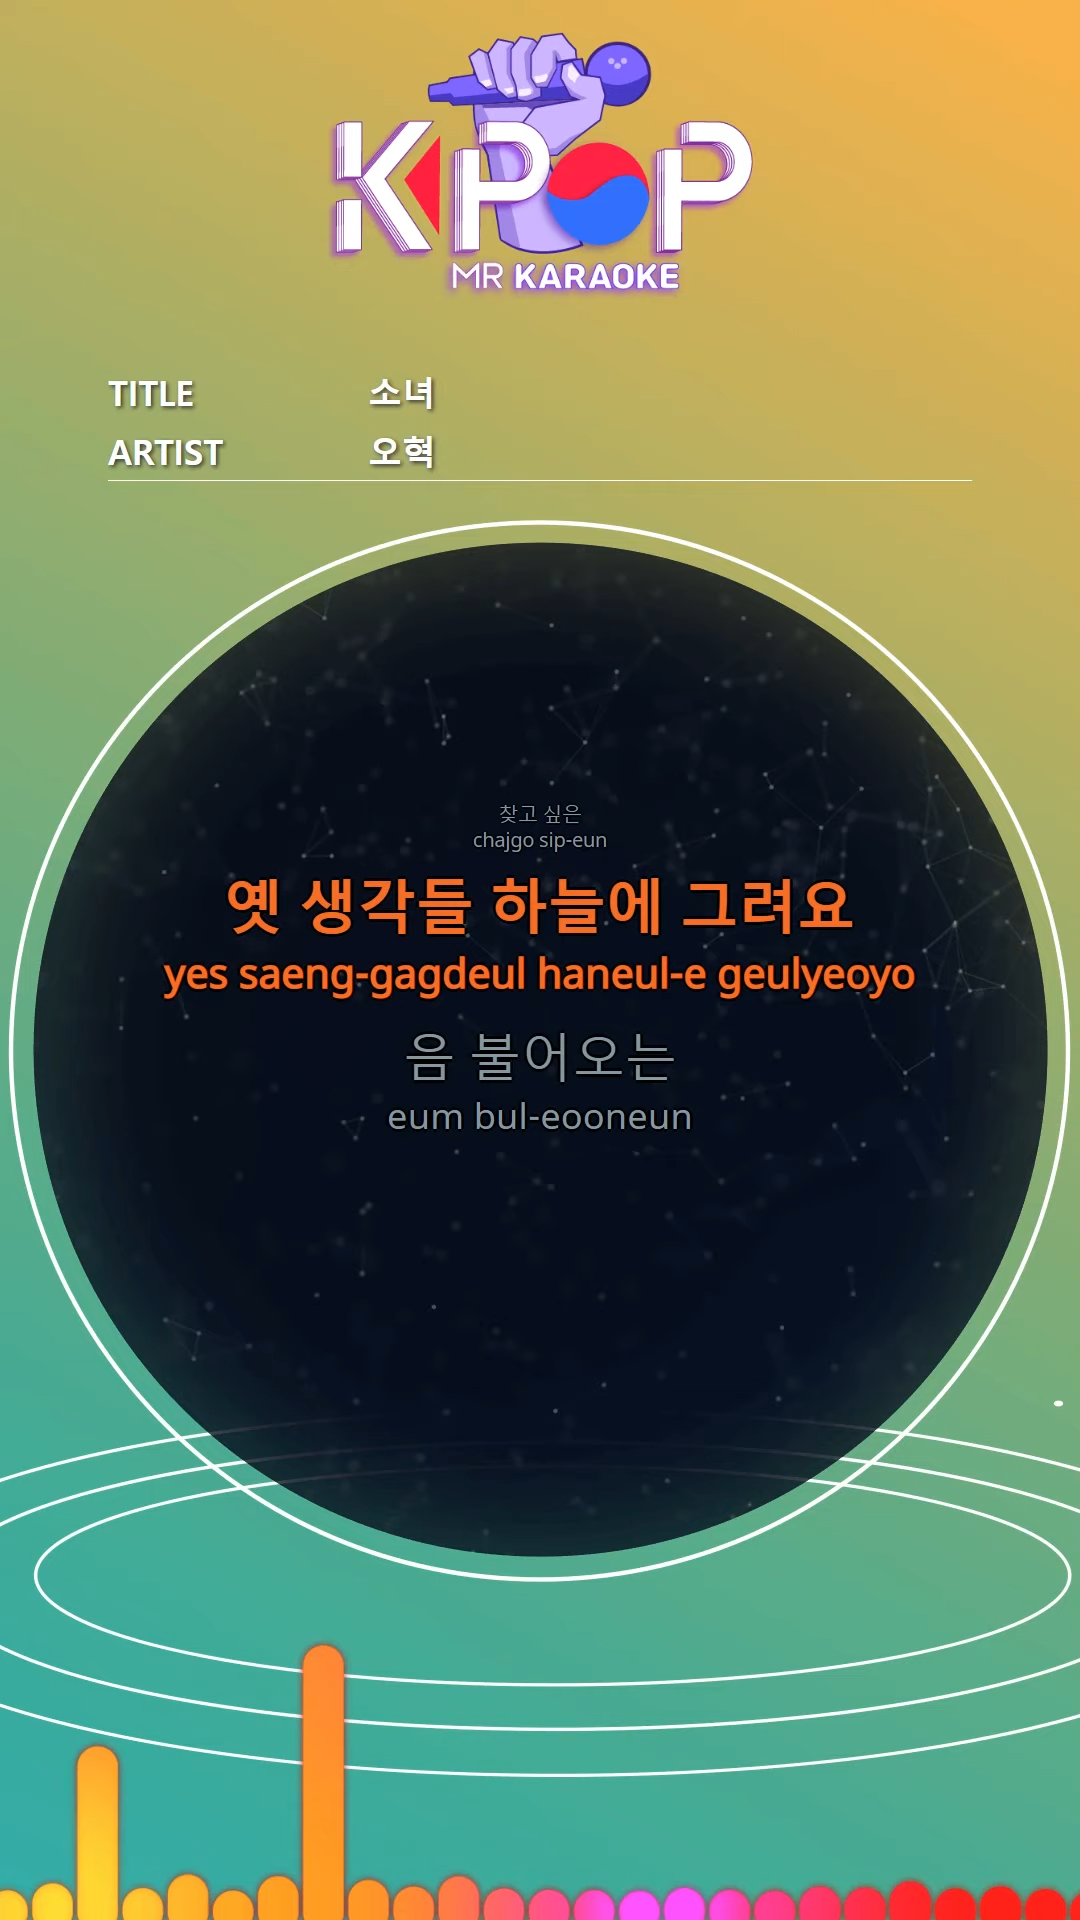 KPOP
MR KARAOKE
TITLE 소녀
ARTIST 오혁
찾고 싶은
chajgo sip-eun
옛 생각들 하늘에 그려요
yes saeng-gagdeul haneul-e geulyeoyo
음 불어오는
eum bul-eooneun